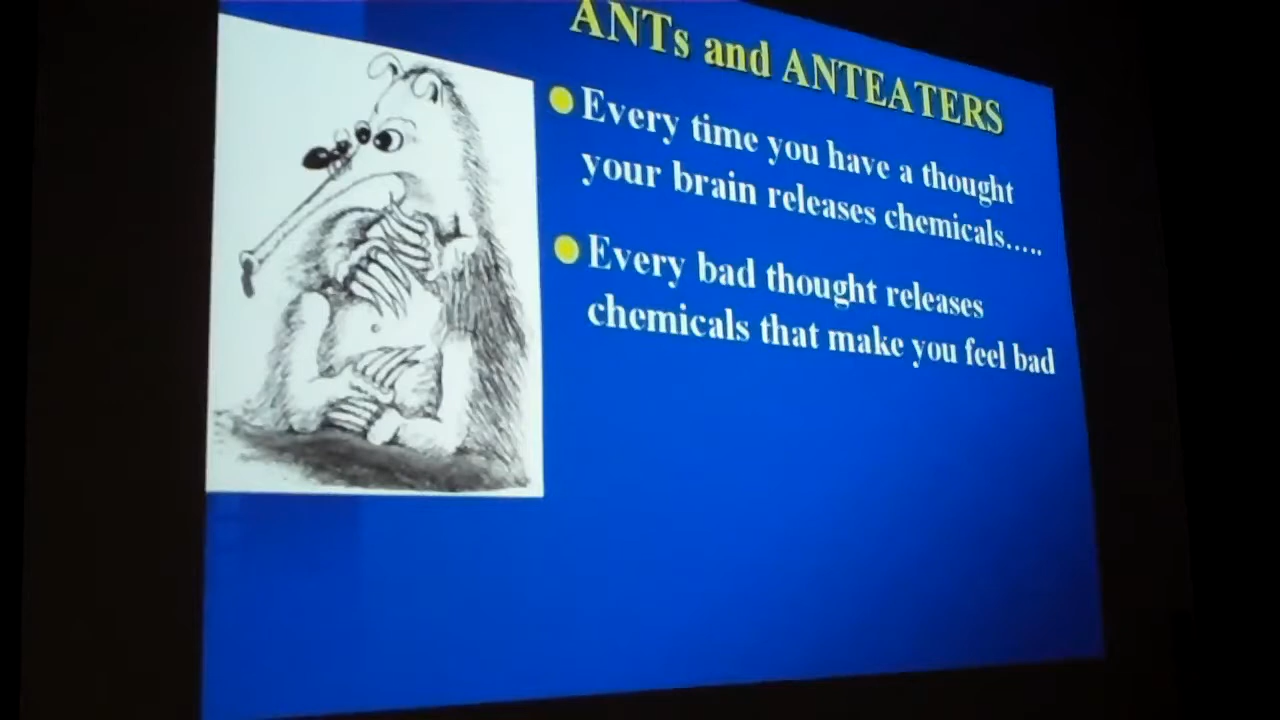 ANTs and ANTEATERS
Every time you have a thought
your brain releases chemicals.....
Every bad thought releases
chemicals that make you feel bad